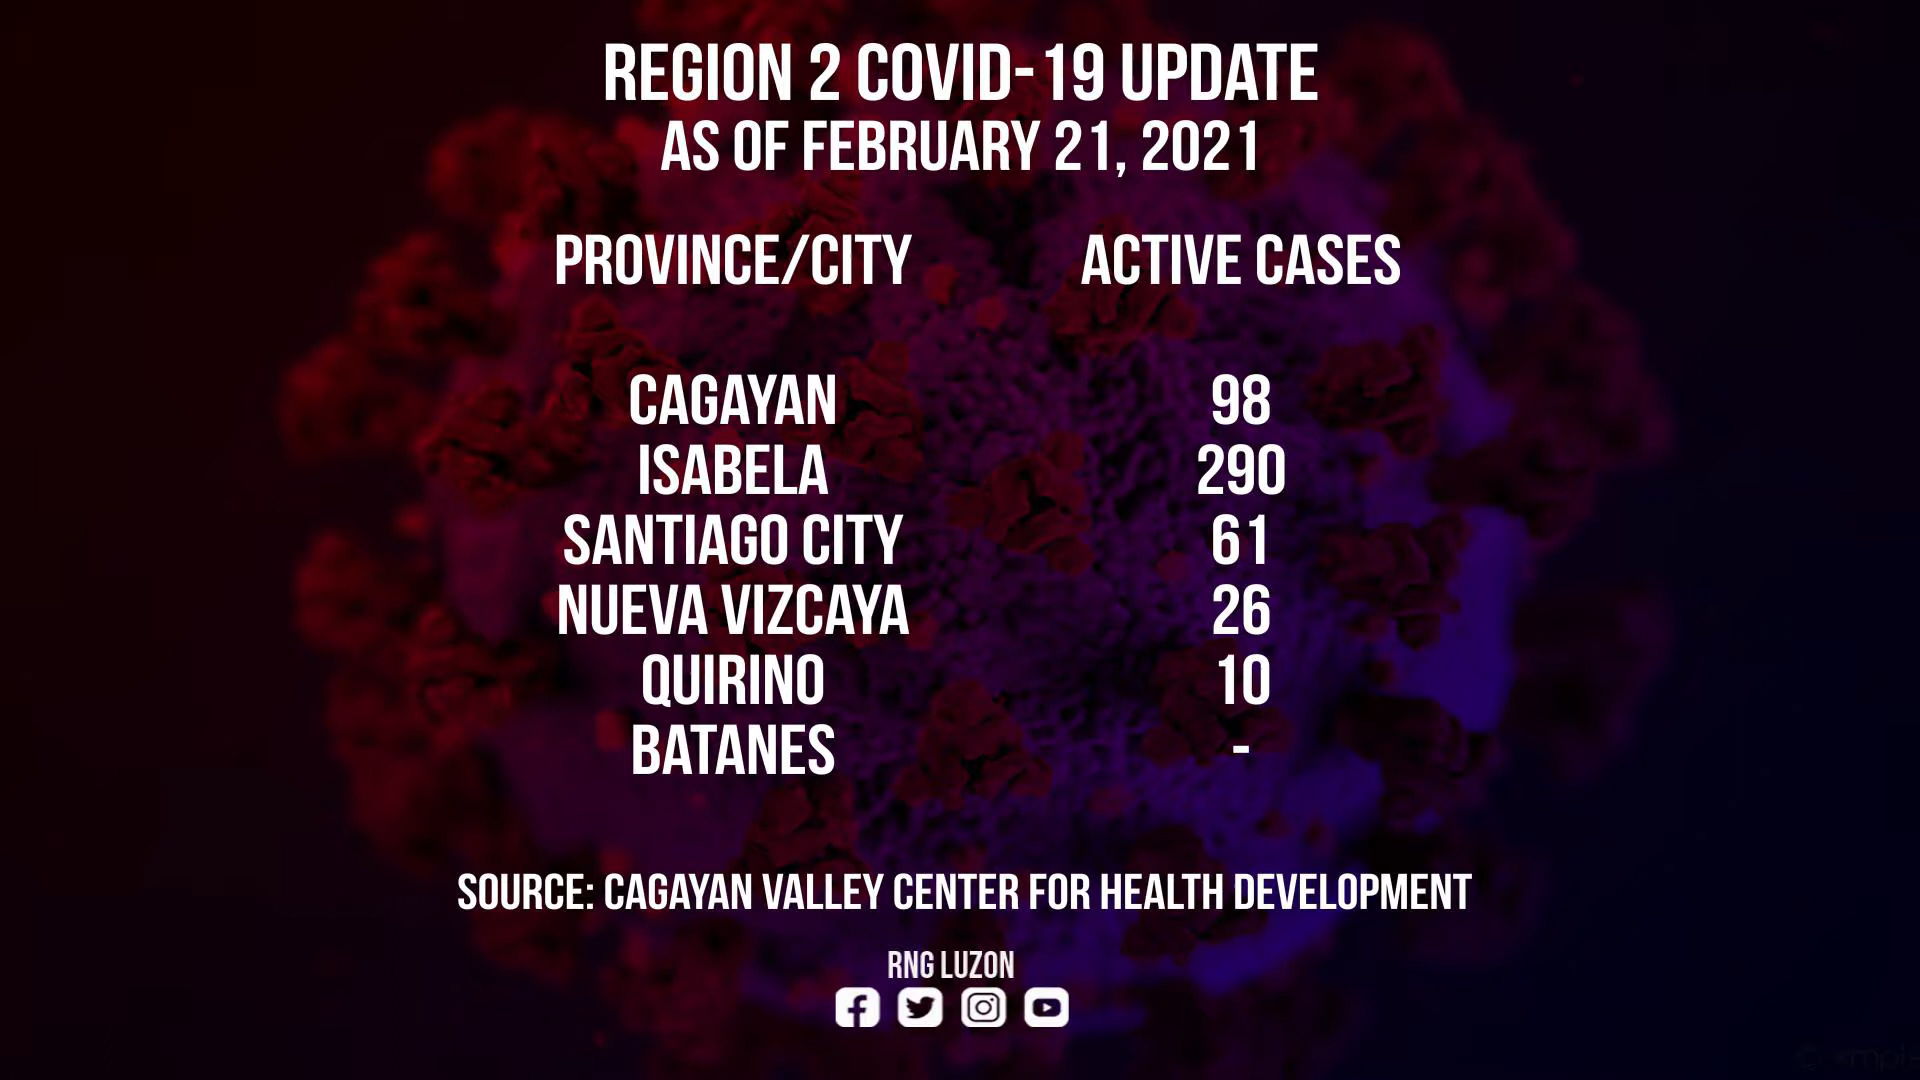 REGION 2 COVID-19 UPDATE
AS OF FEBRUARY 21, 2021
PROVINCE/CITY ACTIVE CASES
CAGAYAN 98
ISABELA 290
SANTIAGO CITY 61
NUEVA VIZCAYA 26
QUIRINO 10
BATANES -
SOURCE: CAGAYAN VALLEY CENTER FOR HEALTH DEVELOPMENT
RNG LUZON